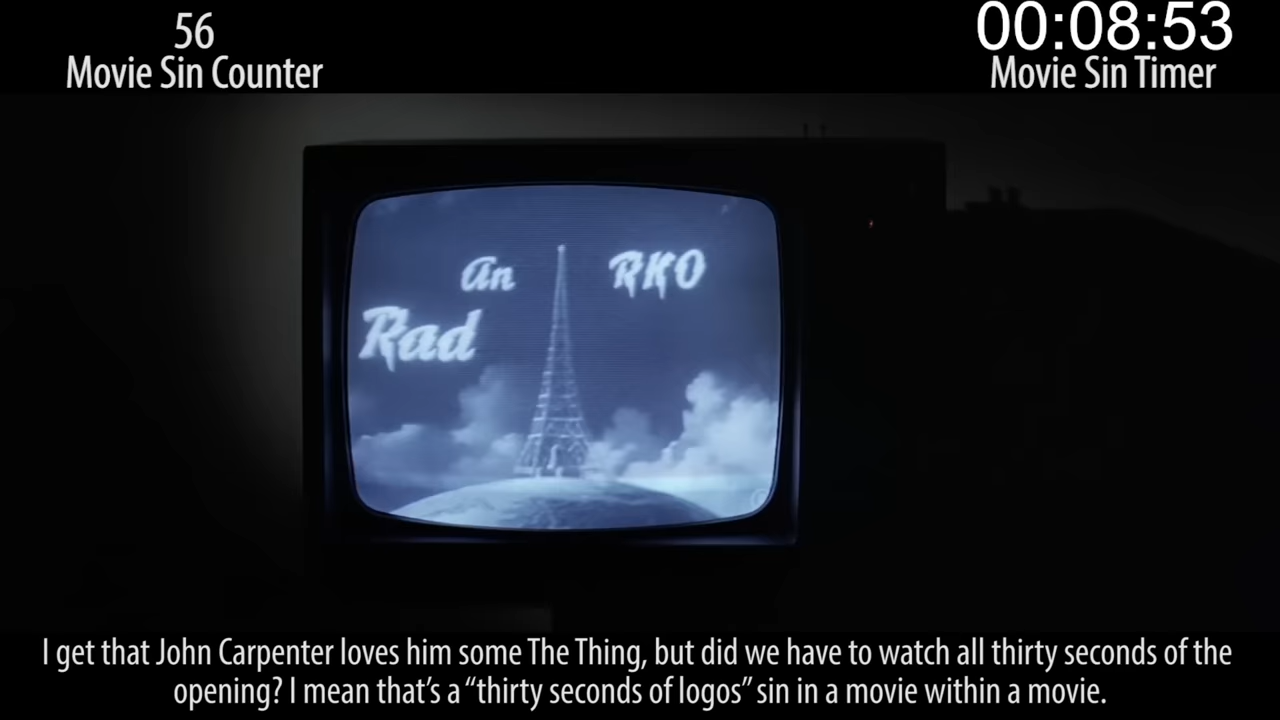 56
Movie Sin Counter
00:08:53
Movie Sin Timer
An RKO
Rad
I get that John Carpenter loves him some The Thing, but did we have to watch all thirty seconds of the
opening? I mean that's a “thirty seconds of logos” sin in a movie within a movie.